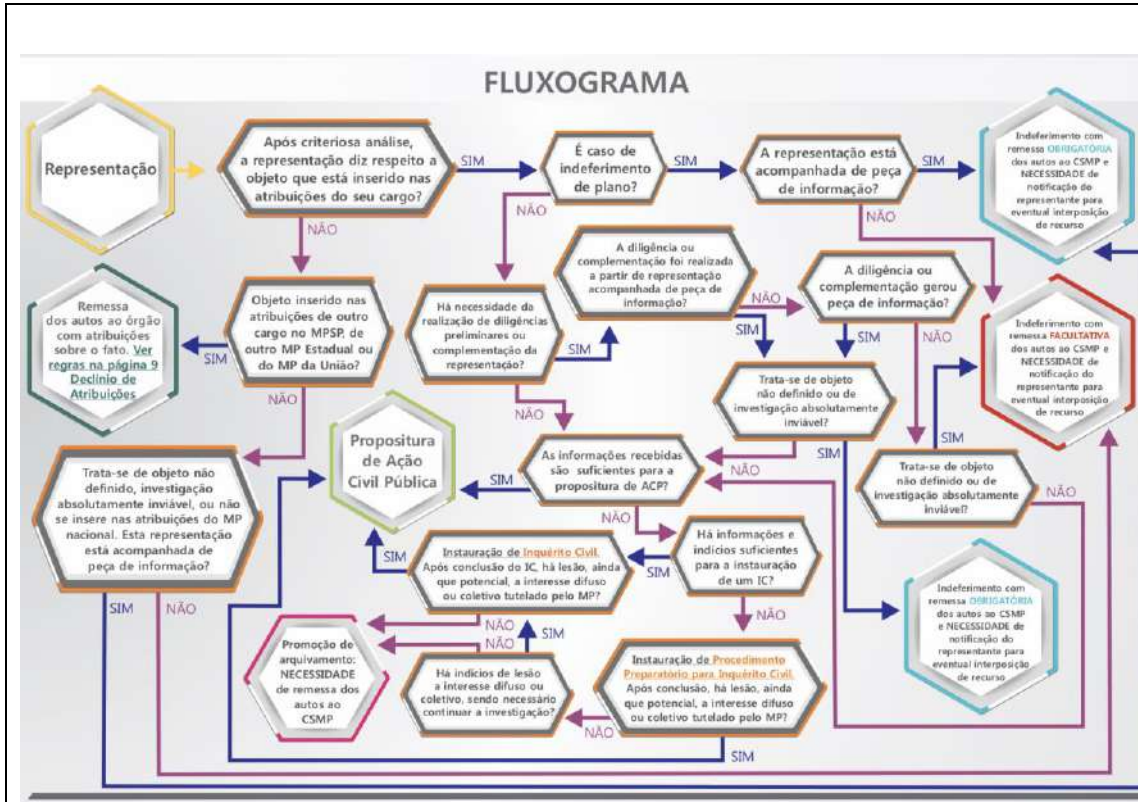 FLUXOGRAMA
Representação
Após criteriosa análise,
a representação diz respeito a
objeto que está inserido nas
atribuições do seu cargo?
SIM
É caso de
indeferimento
de plano?
SIM
A representação está
acompanhada de peça
de informação?
SIM
Indeferimento com
remessa OBRIGATÓRIA
dos autos ao CSMP e
NECESSIDADE de
notificação do
representante para
eventual interposição
de recurso
NÃO
NÃO
NÃO
Remessa
dos autos ao órgão
com atribuições
sobre o fato. Ver
regras na página 9
Declínio de
Atribuições
SIM
Objeto inserido nas
atribuições de outro
cargo no MPSP, de
outro MP Estadual ou
do MP da União?
NÃO
Há necessidade da
realização de diligências
preliminares ou
complementação da
representação?
SIM
NÃO
A diligência ou
complementação foi realizada
a partir de representação
acompanhada de peça de
informação?
NÃO
SIM
A diligência ou
complementação gerou
peça de informação?
SIM
NÃO
Indeferimento com
remessa FACULTATIVA
dos autos ao CSMP e
NECESSIDADE de
notificação do
representante para
eventual interposição
de recurso
Trata-se de objeto
não definido ou de
investigação absolutamente
inviável?
NÃO
SIM
SIM
Trata-se de objeto
não definido ou de
investigação absolutamente
inviável?
NÃO
Trata-se de objeto não
definido, investigação
absolutamente inviável, ou não
se insere nas atribuições do MP
nacional. Esta representação
está acompanhada de
peça de informação?
SIM
NÃO
Propositura
de Ação
Civil Pública
SIM
As informações recebidas
são suficientes para a
propositura de ACP?
NÃO
SIM
Instauração de Inquérito Civil.
Após conclusão do IC, há lesão, ainda
que potencial, a interesse difuso
ou coletivo tutelado pelo MP?
NÃO
SIM
Há informações e
indícios suficientes
para a instauração
de um IC?
NÃO
Indeferimento com
remessa OBRIGATÓRIA
dos autos ao CSMP
e NECESSIDADE de
notificação do
representante para
eventual interposição
de recurso
Promoção de
arquivamento:
NECESSIDADE
de remessa dos
autos ao
CSMP
NÃO
SIM
Há indícios de lesão
a interesse difuso ou
coletivo, sendo necessário
continuar a investigação?
NÃO
Instauração de Procedimento
Preparatório para Inquérito Civil.
Após conclusão, há lesão, ainda
que potencial, a interesse difuso
ou coletivo tutelado pelo MP?
SIM